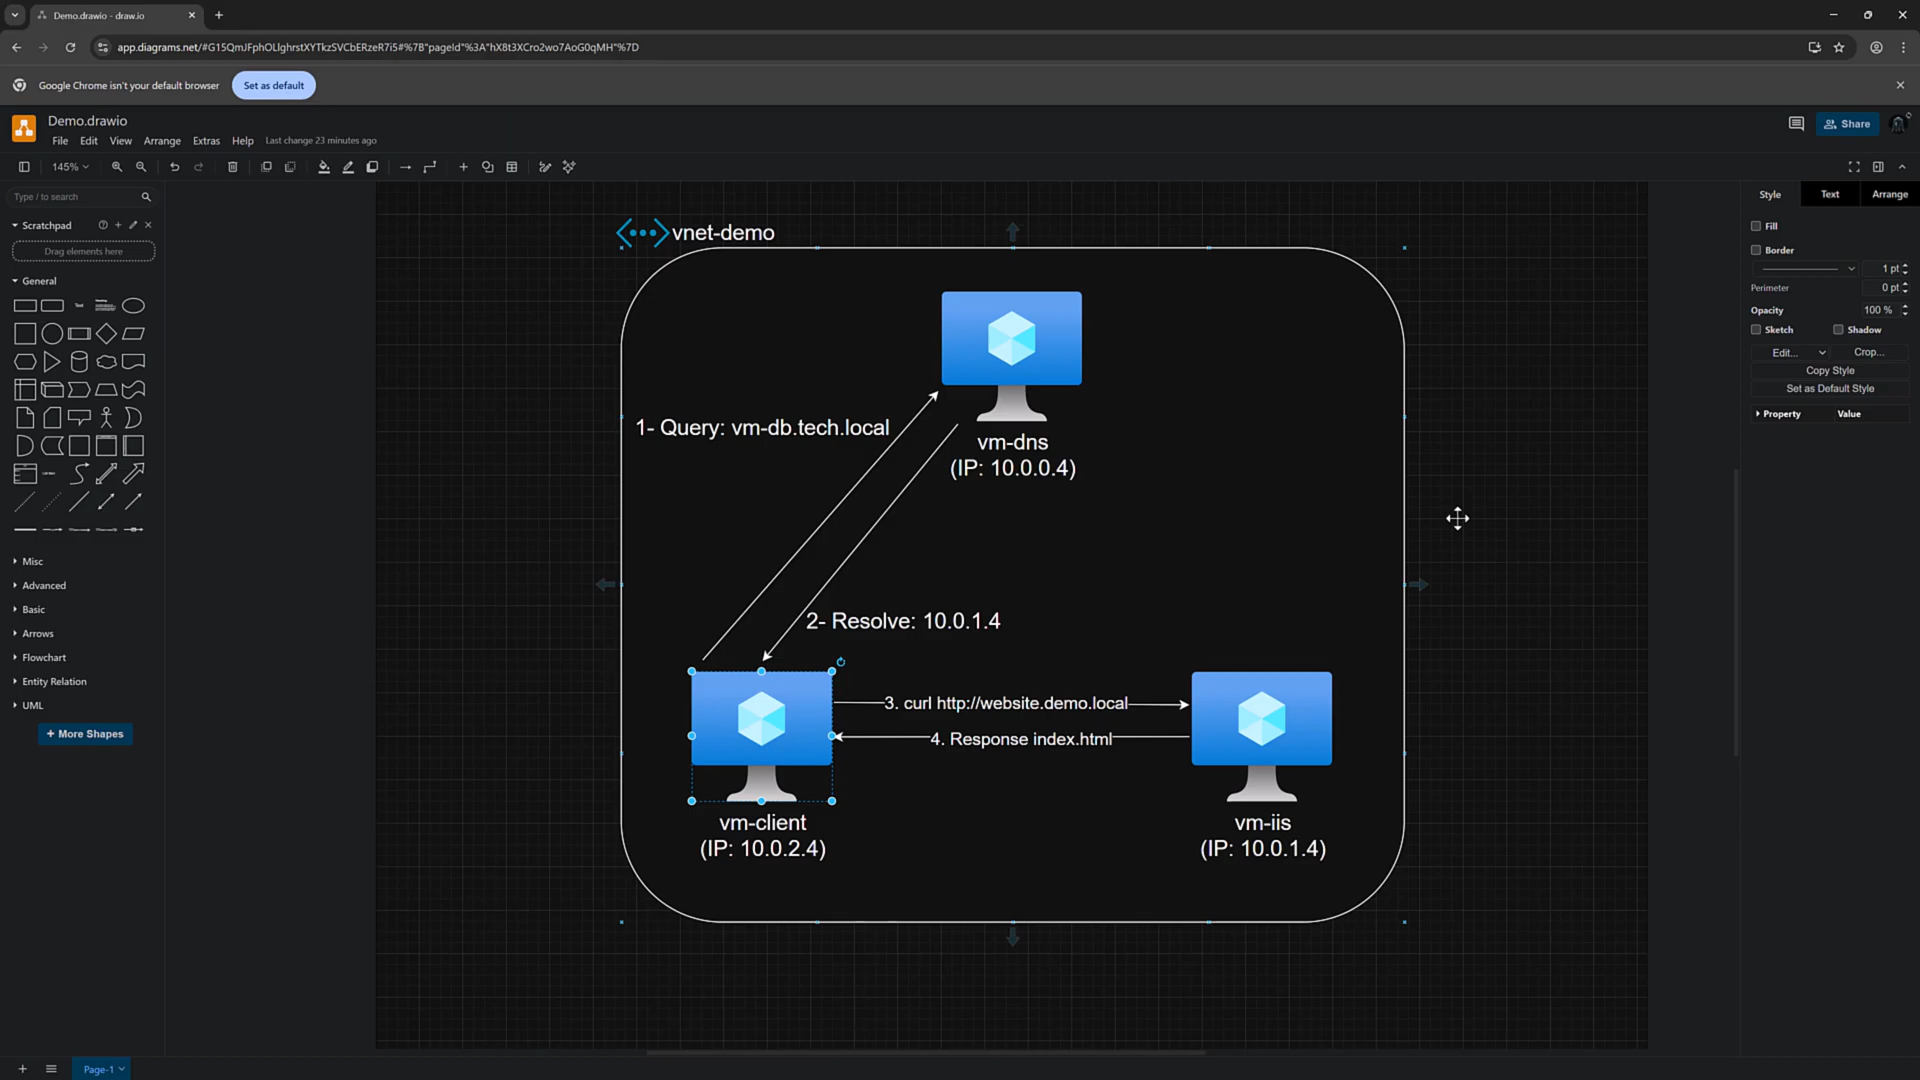 Demo.drawio - draw.io
app.diagrams.net/#G15QmJFphOLlghrstXYTkzSVCbERzeR7i5#%7B"pageId"%3A"hX8t3XCro2wo7AoG0qMH"%7D
Google Chrome isn't your default browser
Set as default
Demo.drawio
File Edit View Arrange Extras Help Last change 23 minutes ago
Share
145%
Type / to search
Scratchpad
Drag elements here
General
Text
Heading
Misc
Advanced
Basic
Arrows
Flowchart
Entity Relation
UML
+ More Shapes
vnet-demo
1- Query: vm-db.tech.local
vm-dns
(IP: 10.0.0.4)
2- Resolve: 10.0.1.4
3. curl http://website.demo.local
4. Response index.html
vm-client
(IP: 10.0.2.4)
vm-iis
(IP: 10.0.1.4)
Style Text Arrange
Fill
Border
1 pt
Perimeter 0 pt
Opacity 100 %
Sketch Shadow
Edit... Crop...
Copy Style
Set as Default Style
Property Value
Page-1